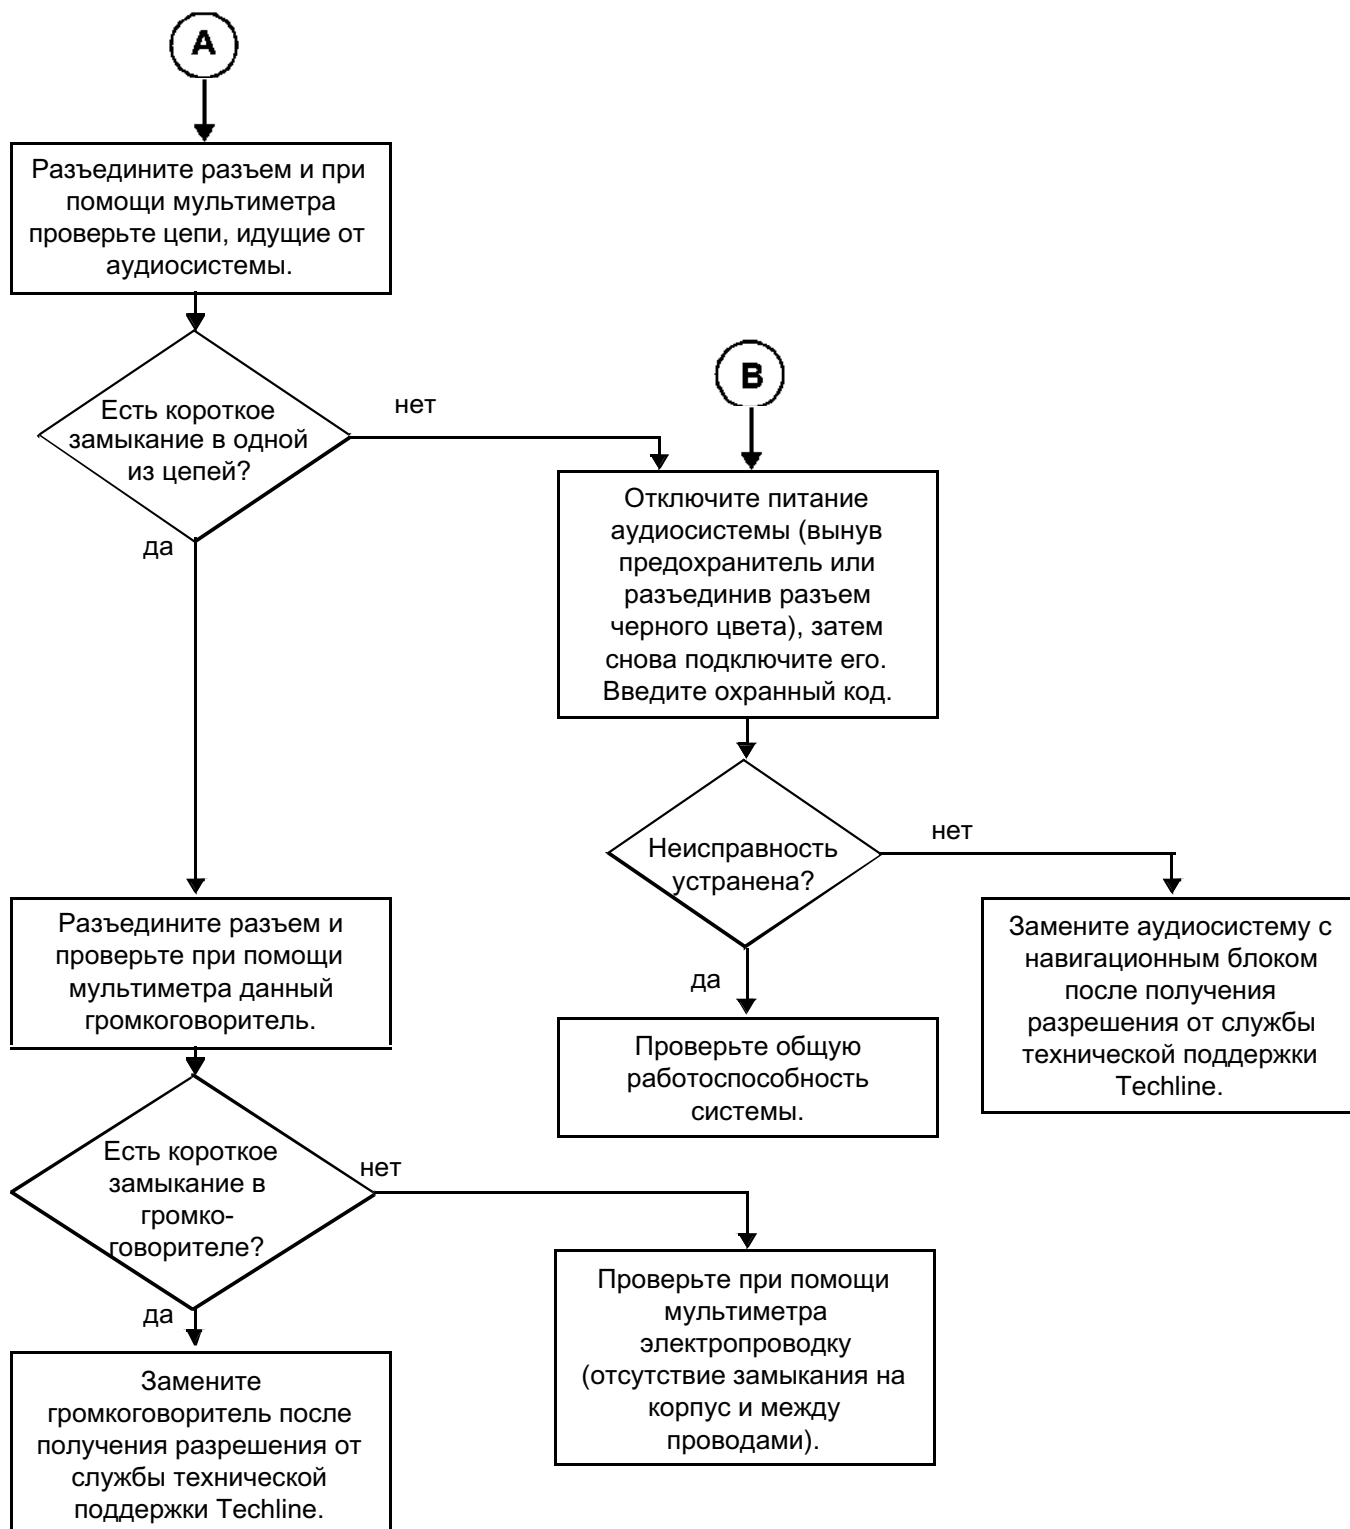 A
Разъедините разъем и при
помощи мультиметра
проверьте цепи, идущие от
аудиосистемы.
Есть короткое
замыкание в одной
из цепей?
нет
да
B
Отключите питание
аудиосистемы (вынув
предохранитель или
разъединив разъем
черного цвета), затем
снова подключите его.
Введите охранный код.
Неисправность
устранена?
нет
да
Замените аудиосистему с
навигационным блоком
после получения
разрешения от службы
технической поддержки
Techline.
Проверьте общую
работоспособность
системы.
Разъедините разъем и
проверьте при помощи
мультиметра данный
громкоговоритель.
Есть короткое
замыкание в
громко-
говорителе?
нет
да
Проверьте при помощи
мультиметра
электропроводку
(отсутствие замыкания на
корпус и между
проводами).
Замените
громкоговоритель после
получения разрешения от
службы технической
поддержки Techline.